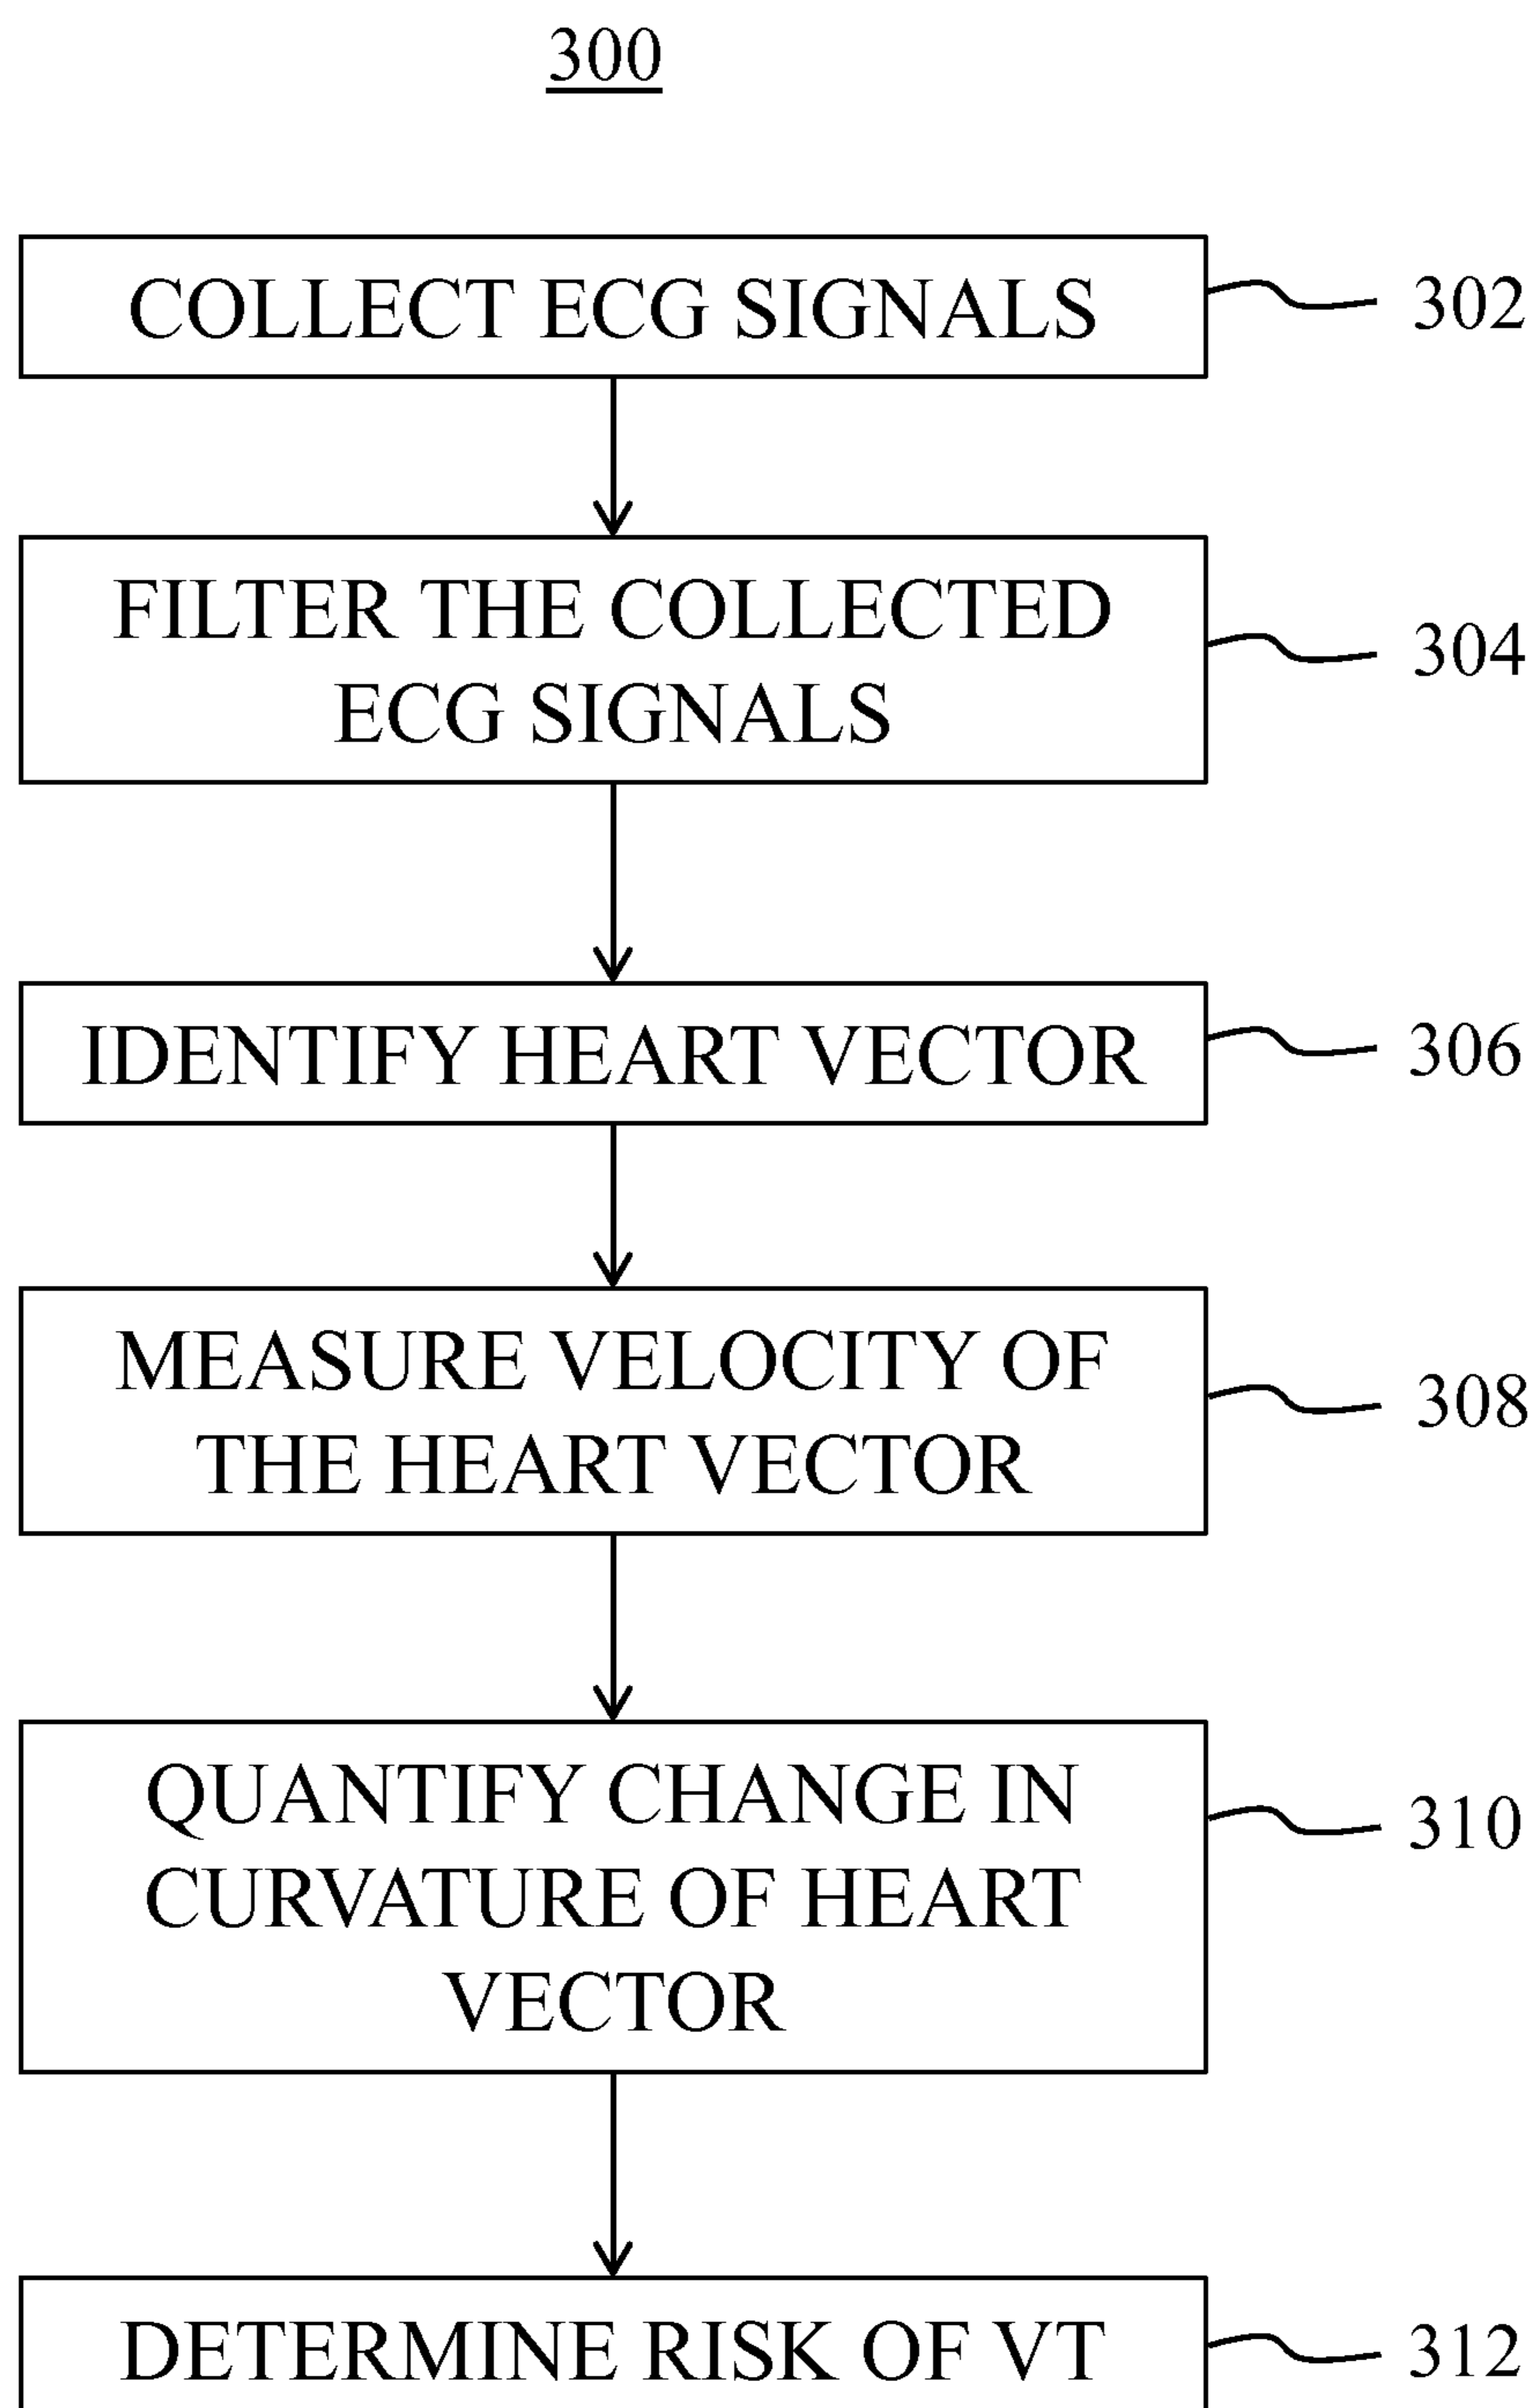 300
COLLECT ECG SIGNALS
302
FILTER THE COLLECTED
ECG SIGNALS
304
IDENTIFY HEART VECTOR
306
MEASURE VELOCITY OF
THE HEART VECTOR
308
QUANTIFY CHANGE IN
CURVATURE OF HEART
VECTOR
310
DETERMINE RISK OF VT
312